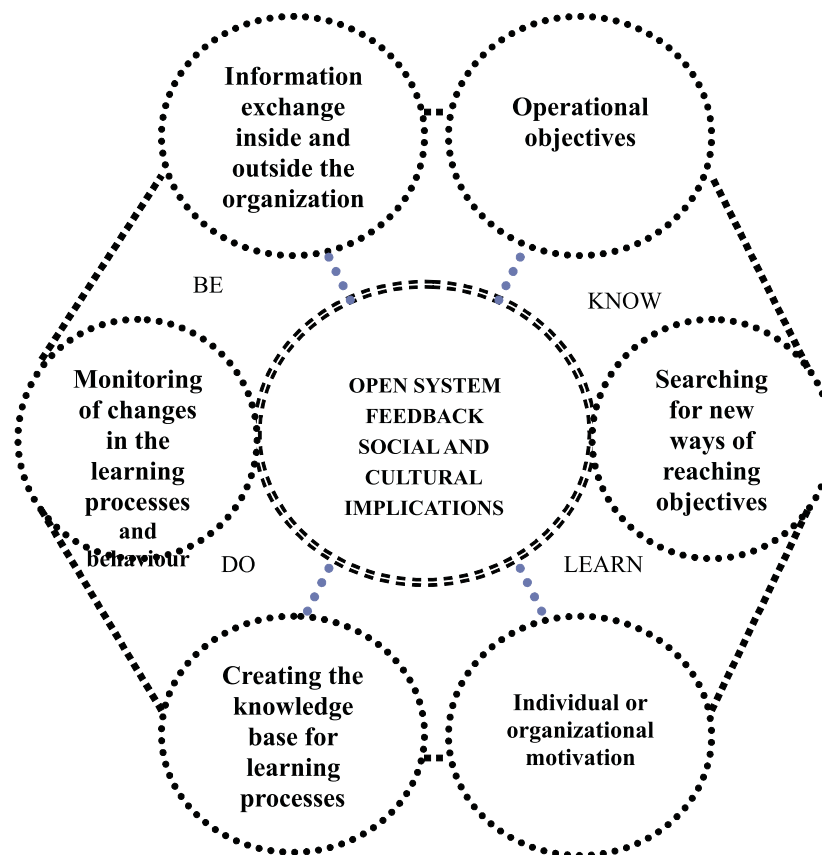 Information
exchange
inside and
outside the
organization
Operational
objectives
BE
KNOW
Monitoring
of changes
in the
learning
processes
and
behaviour
OPEN SYSTEM
FEEDBACK
SOCIAL AND
CULTURAL
IMPLICATIONS
Searching
for new
ways of
reaching
objectives
DO
LEARN
Creating the
knowledge
base for
learning
processes
Individual or
organizational
motivation